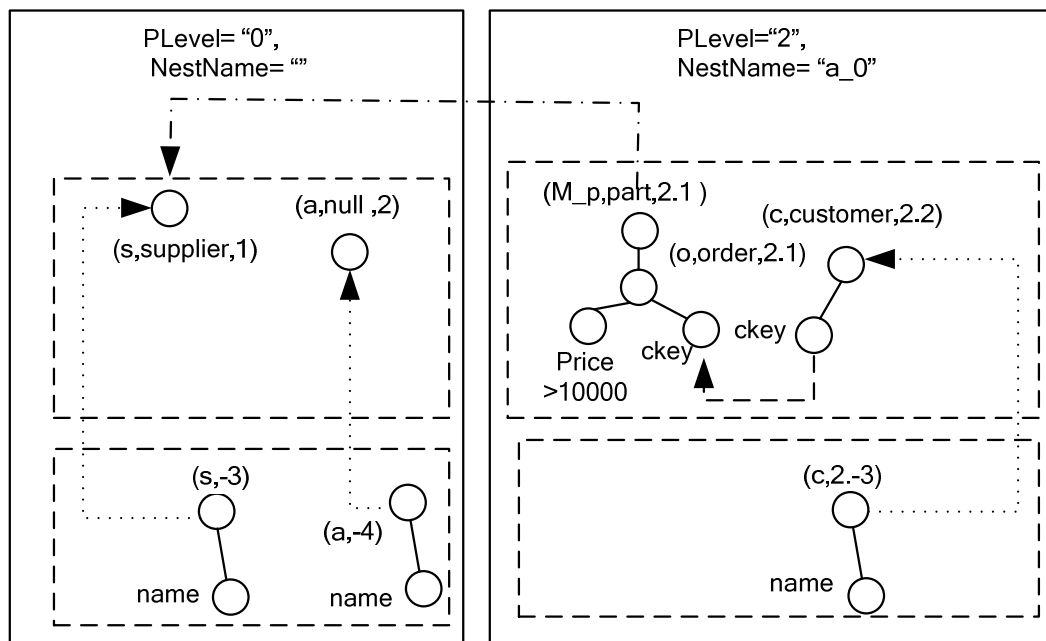 PLevel= “0”,
NestName= “”
(a,null ,2)
(s,supplier,1)
(s,-3)
(a,-4)
name
name
PLevel=“2”,
NestName= “a_0”
(M_p,part,2.1 )
(c,customer,2.2)
(o,order,2.1)
ckey
ckey
Price
>10000
(c,2.-3)
name